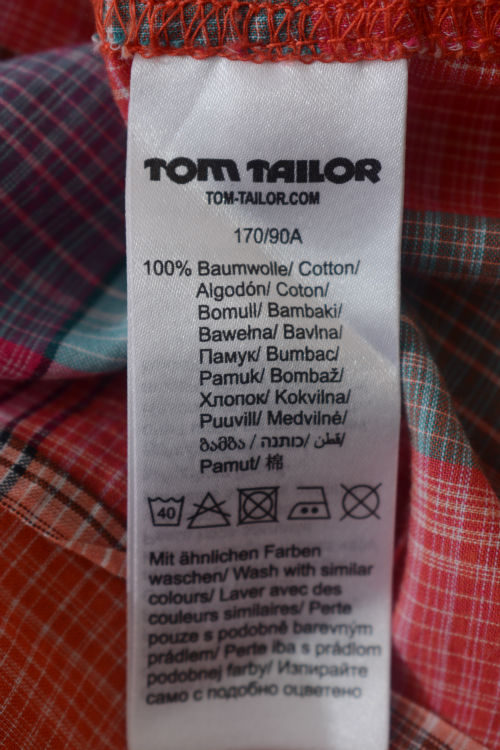 TOM TAILOR
TOM-TAILOR.COM
170/90A
100% Baumwolle/ Cotton/
Algodón/ Coton/
Bomull/ Bambaki/
Bawełna/ Bavlna/
Памук/ Bumbac/
Pamuk/ Bombaž/
Хлопок/ Kokvilna/
Puuvill/ Medvilnė/
ბამბა/ כותנה/ قطن/
Pamut/ 棉
40
Mit ähnlichen Farben
waschen/ Wash with similar
colours/ Laver avec des
couleurs similaires/ Perte
pouze s podobně barevným
prádlem/ Perte iba s prádlom
podobnej farby/ Изпирайте
само с подобно оцветено